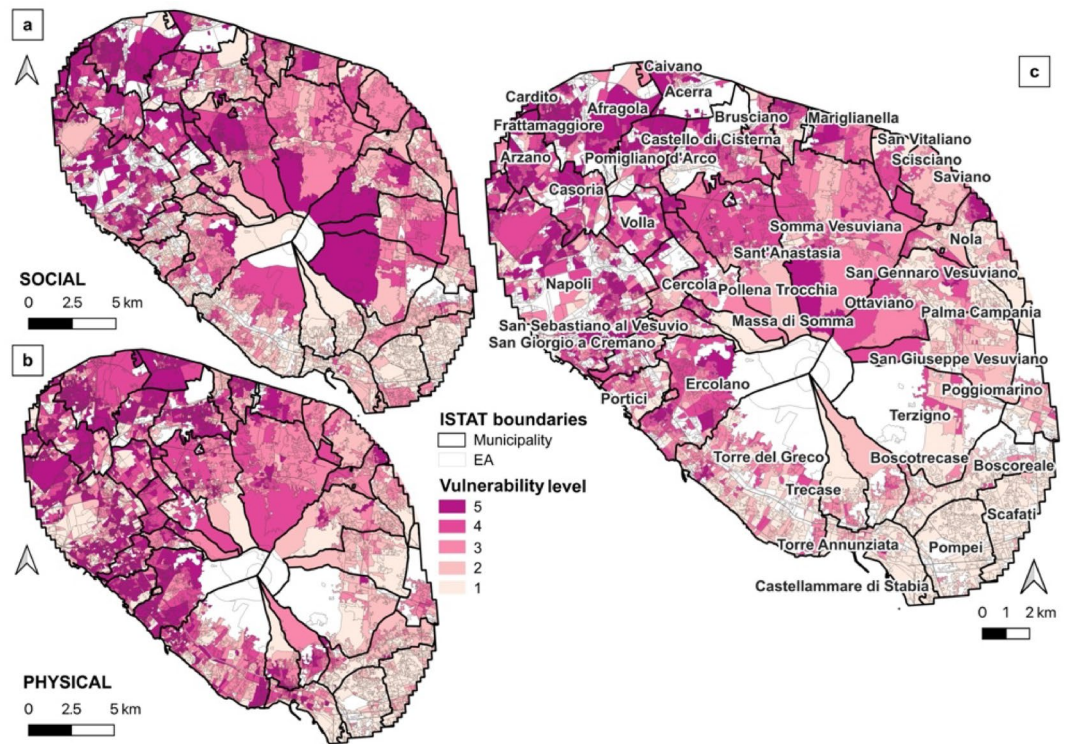 a
SOCIAL
0 2.5 5 km
b
PHYSICAL
0 2.5 5 km
ISTAT boundaries
Municipality
EA
Vulnerability level
5
4
3
2
1
c
Caivano
Acerra
Cardito
Afragola
Brusciano
Mariglianella
Frattamaggiore
Castello di Cisterna
San Vitaliano
Arzano
Pomigliano d'Arco
Scisciano
Saviano
Casoria
Volla
Somma Vesuviana
Nola
Sant'Anastasia
San Gennaro Vesuviano
Napoli
Cercola
Pollena Trocchia
Ottaviano
Palma Campania
San Sebastiano al Vesuvio
Massa di Somma
San Giorgio a Cremano
San Giuseppe Vesuviano
Ercolano
Poggiomarino
Portici
Terzigno
Torre del Greco
Boscotrecase
Boscoreale
Trecase
Scafati
Torre Annunziata
Pompei
Castellammare di Stabia
0 1 2 km